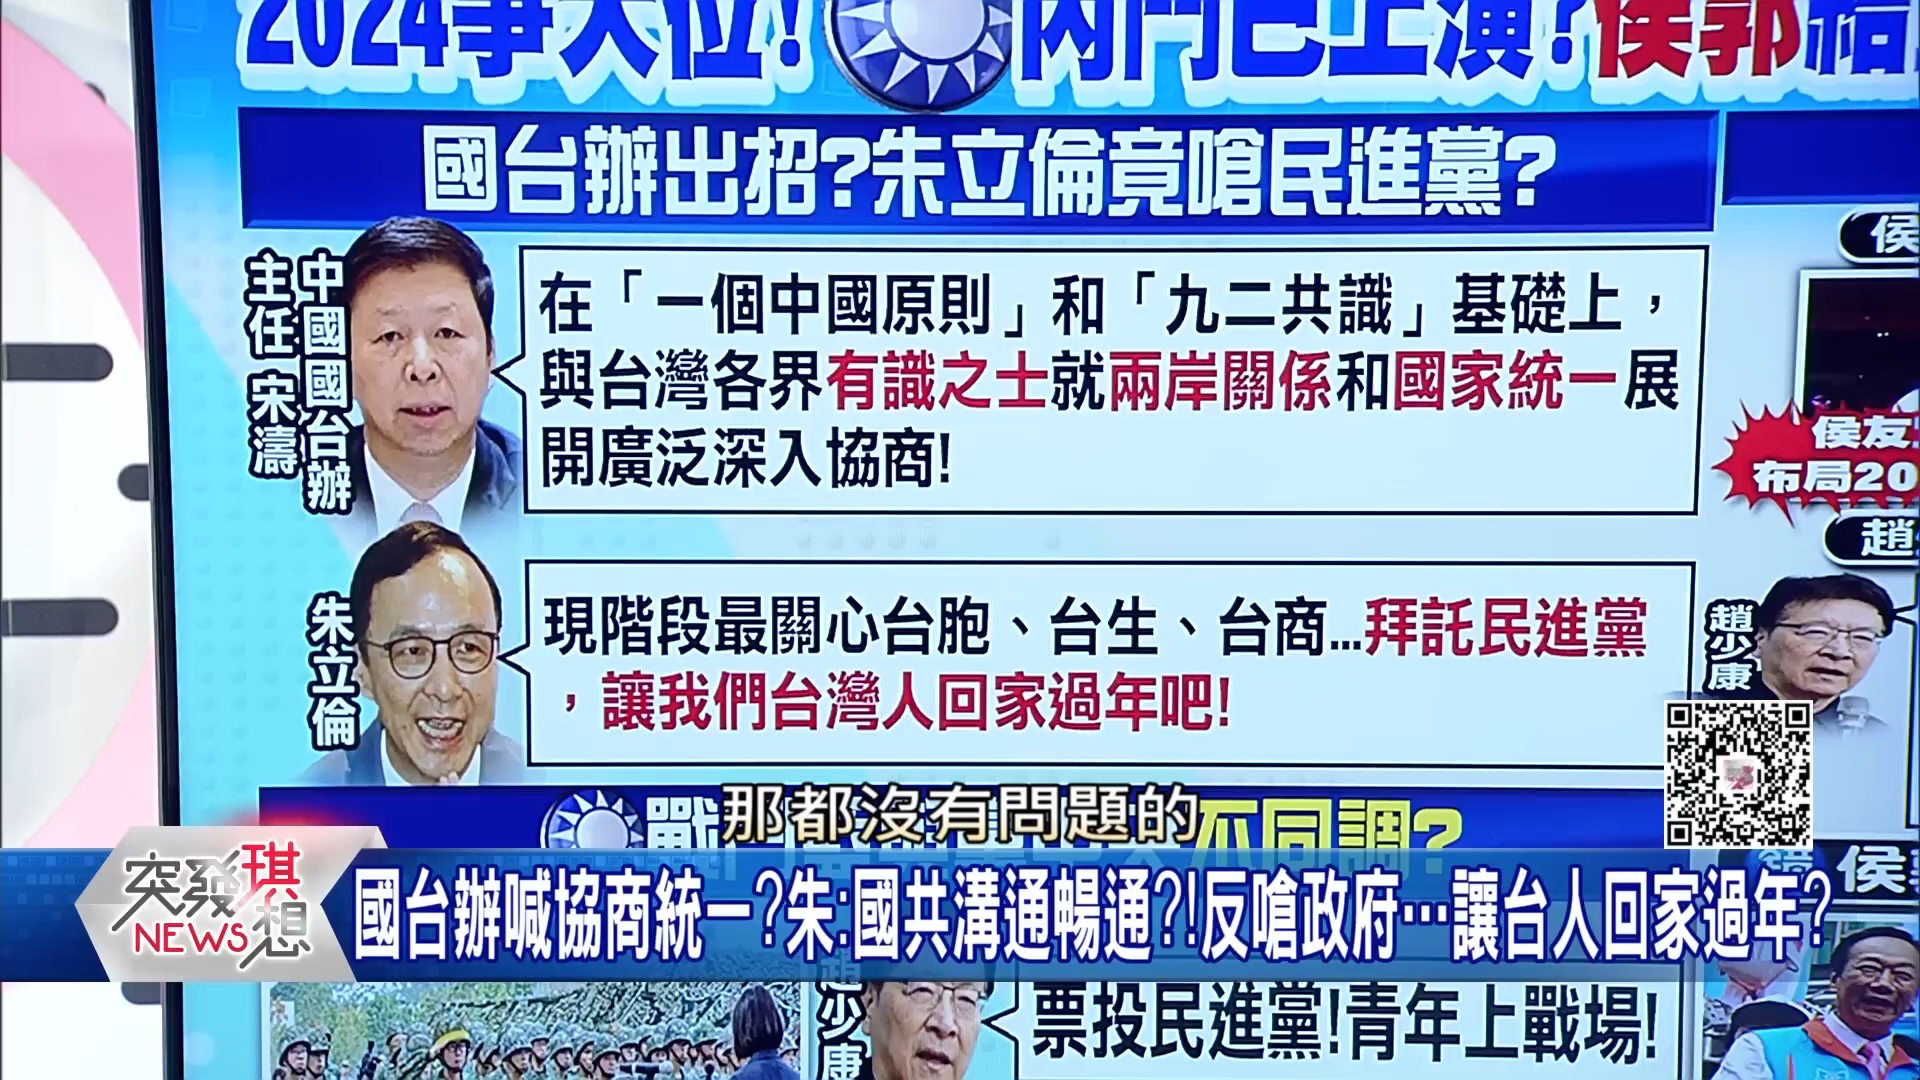 2024爭大位!內鬥已上演?侯郭
國台辦出招?朱立倫竟嗆民進黨?
中國國台辦
主任 宋濤
在「一個中國原則」和「九二共識」基礎上，
與台灣各界有識之士就兩岸關係和國家統一展
開廣泛深入協商!
侯
侯友
布局20
趙
朱立倫
現階段最關心台胞、台生、台商...拜託民進黨
，讓我們台灣人回家過年吧!
趙少康
那都沒有問題的
戰
不同調?
突發琪想
NEWS
國台辦喊協商統一?朱:國共溝通暢通?!反嗆政府…讓台人回家過年?
侯
趙少康
票投民進黨!青年上戰場!